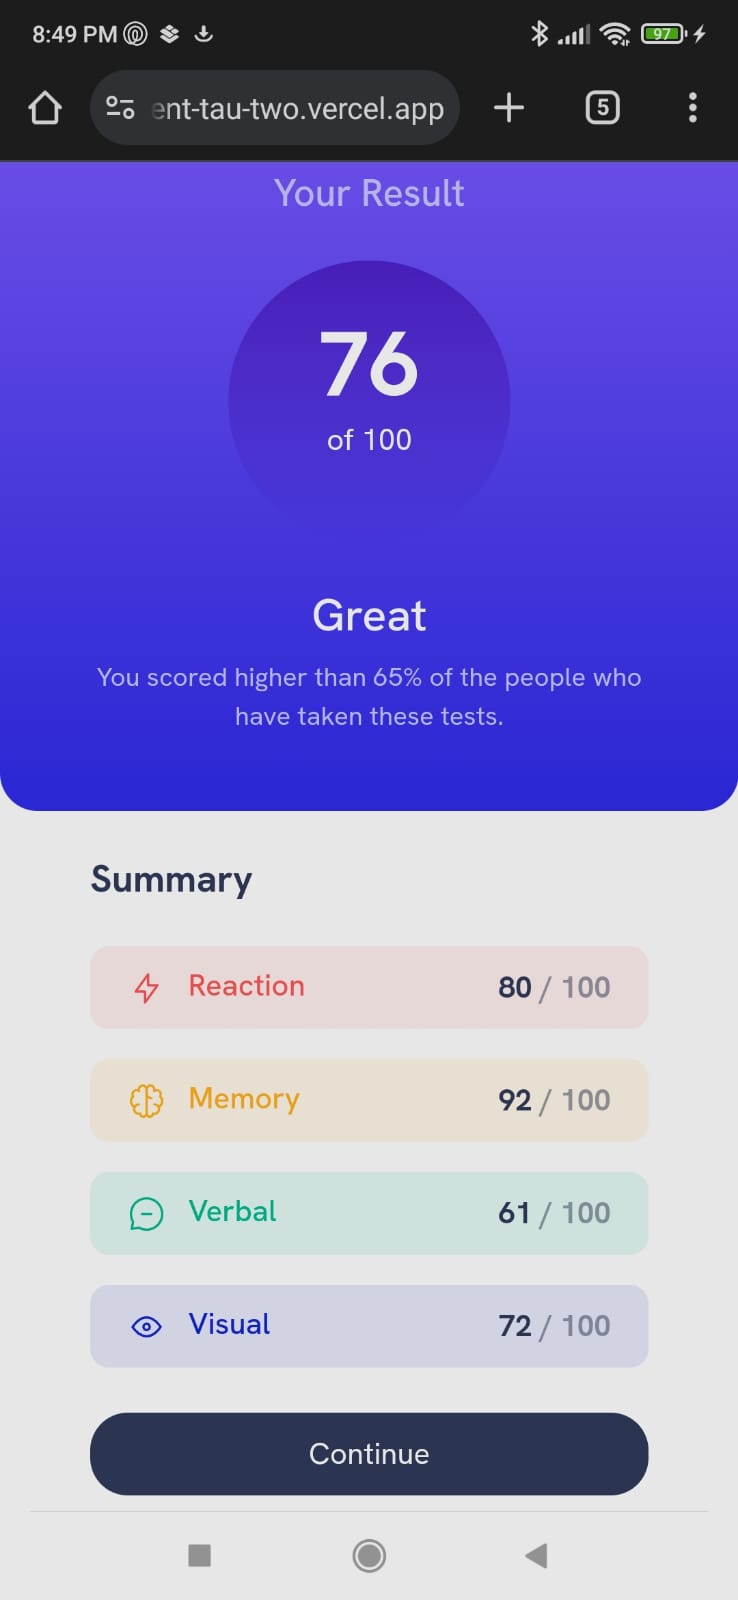 8:49 PM
97
ent-tau-two.vercel.app
5
Your Result
76
of 100
Great
You scored higher than 65% of the people who
have taken these tests.
Summary
Reaction 80 / 100
Memory 92 / 100
Verbal 61 / 100
Visual 72 / 100
Continue